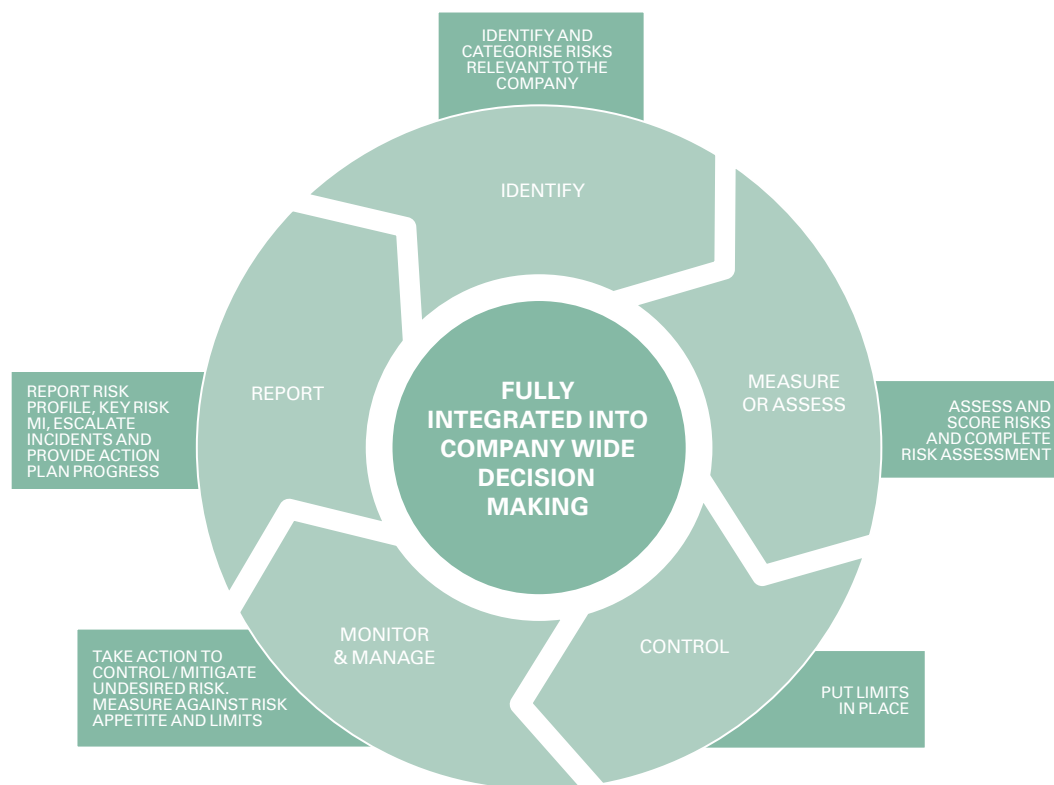 IDENTIFY AND
CATEGORISE RISKS
RELEVANT TO THE
COMPANY
IDENTIFY
MEASURE
OR ASSESS
ASSESS AND
SCORE RISKS
AND COMPLETE
RISK ASSESSMENT
CONTROL
PUT LIMITS
IN PLACE
MONITOR
& MANAGE
TAKE ACTION TO
CONTROL / MITIGATE
UNDESIRED RISK.
MEASURE AGAINST RISK
APPETITE AND LIMITS
REPORT
REPORT RISK
PROFILE, KEY RISK
MI, ESCALATE
INCIDENTS AND
PROVIDE ACTION
PLAN PROGRESS
FULLY
INTEGRATED INTO
COMPANY WIDE
DECISION
MAKING